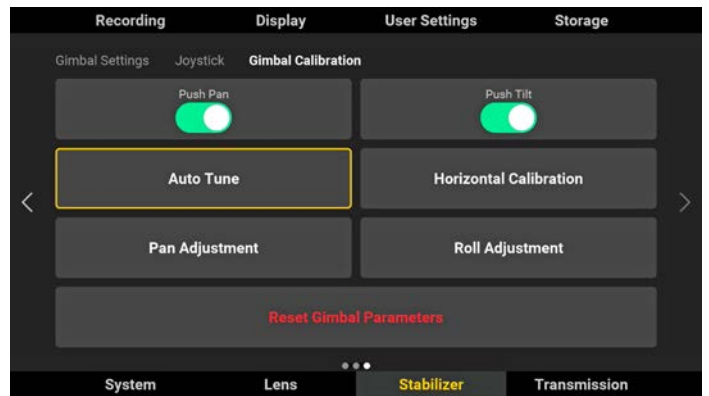 Recording Display User Settings Storage
Gimbal Settings Joystick Gimbal Calibration
Push Pan Push Tilt
Auto Tune Horizontal Calibration
Pan Adjustment Roll Adjustment
Reset Gimbal Parameters
System Lens Stabilizer Transmission